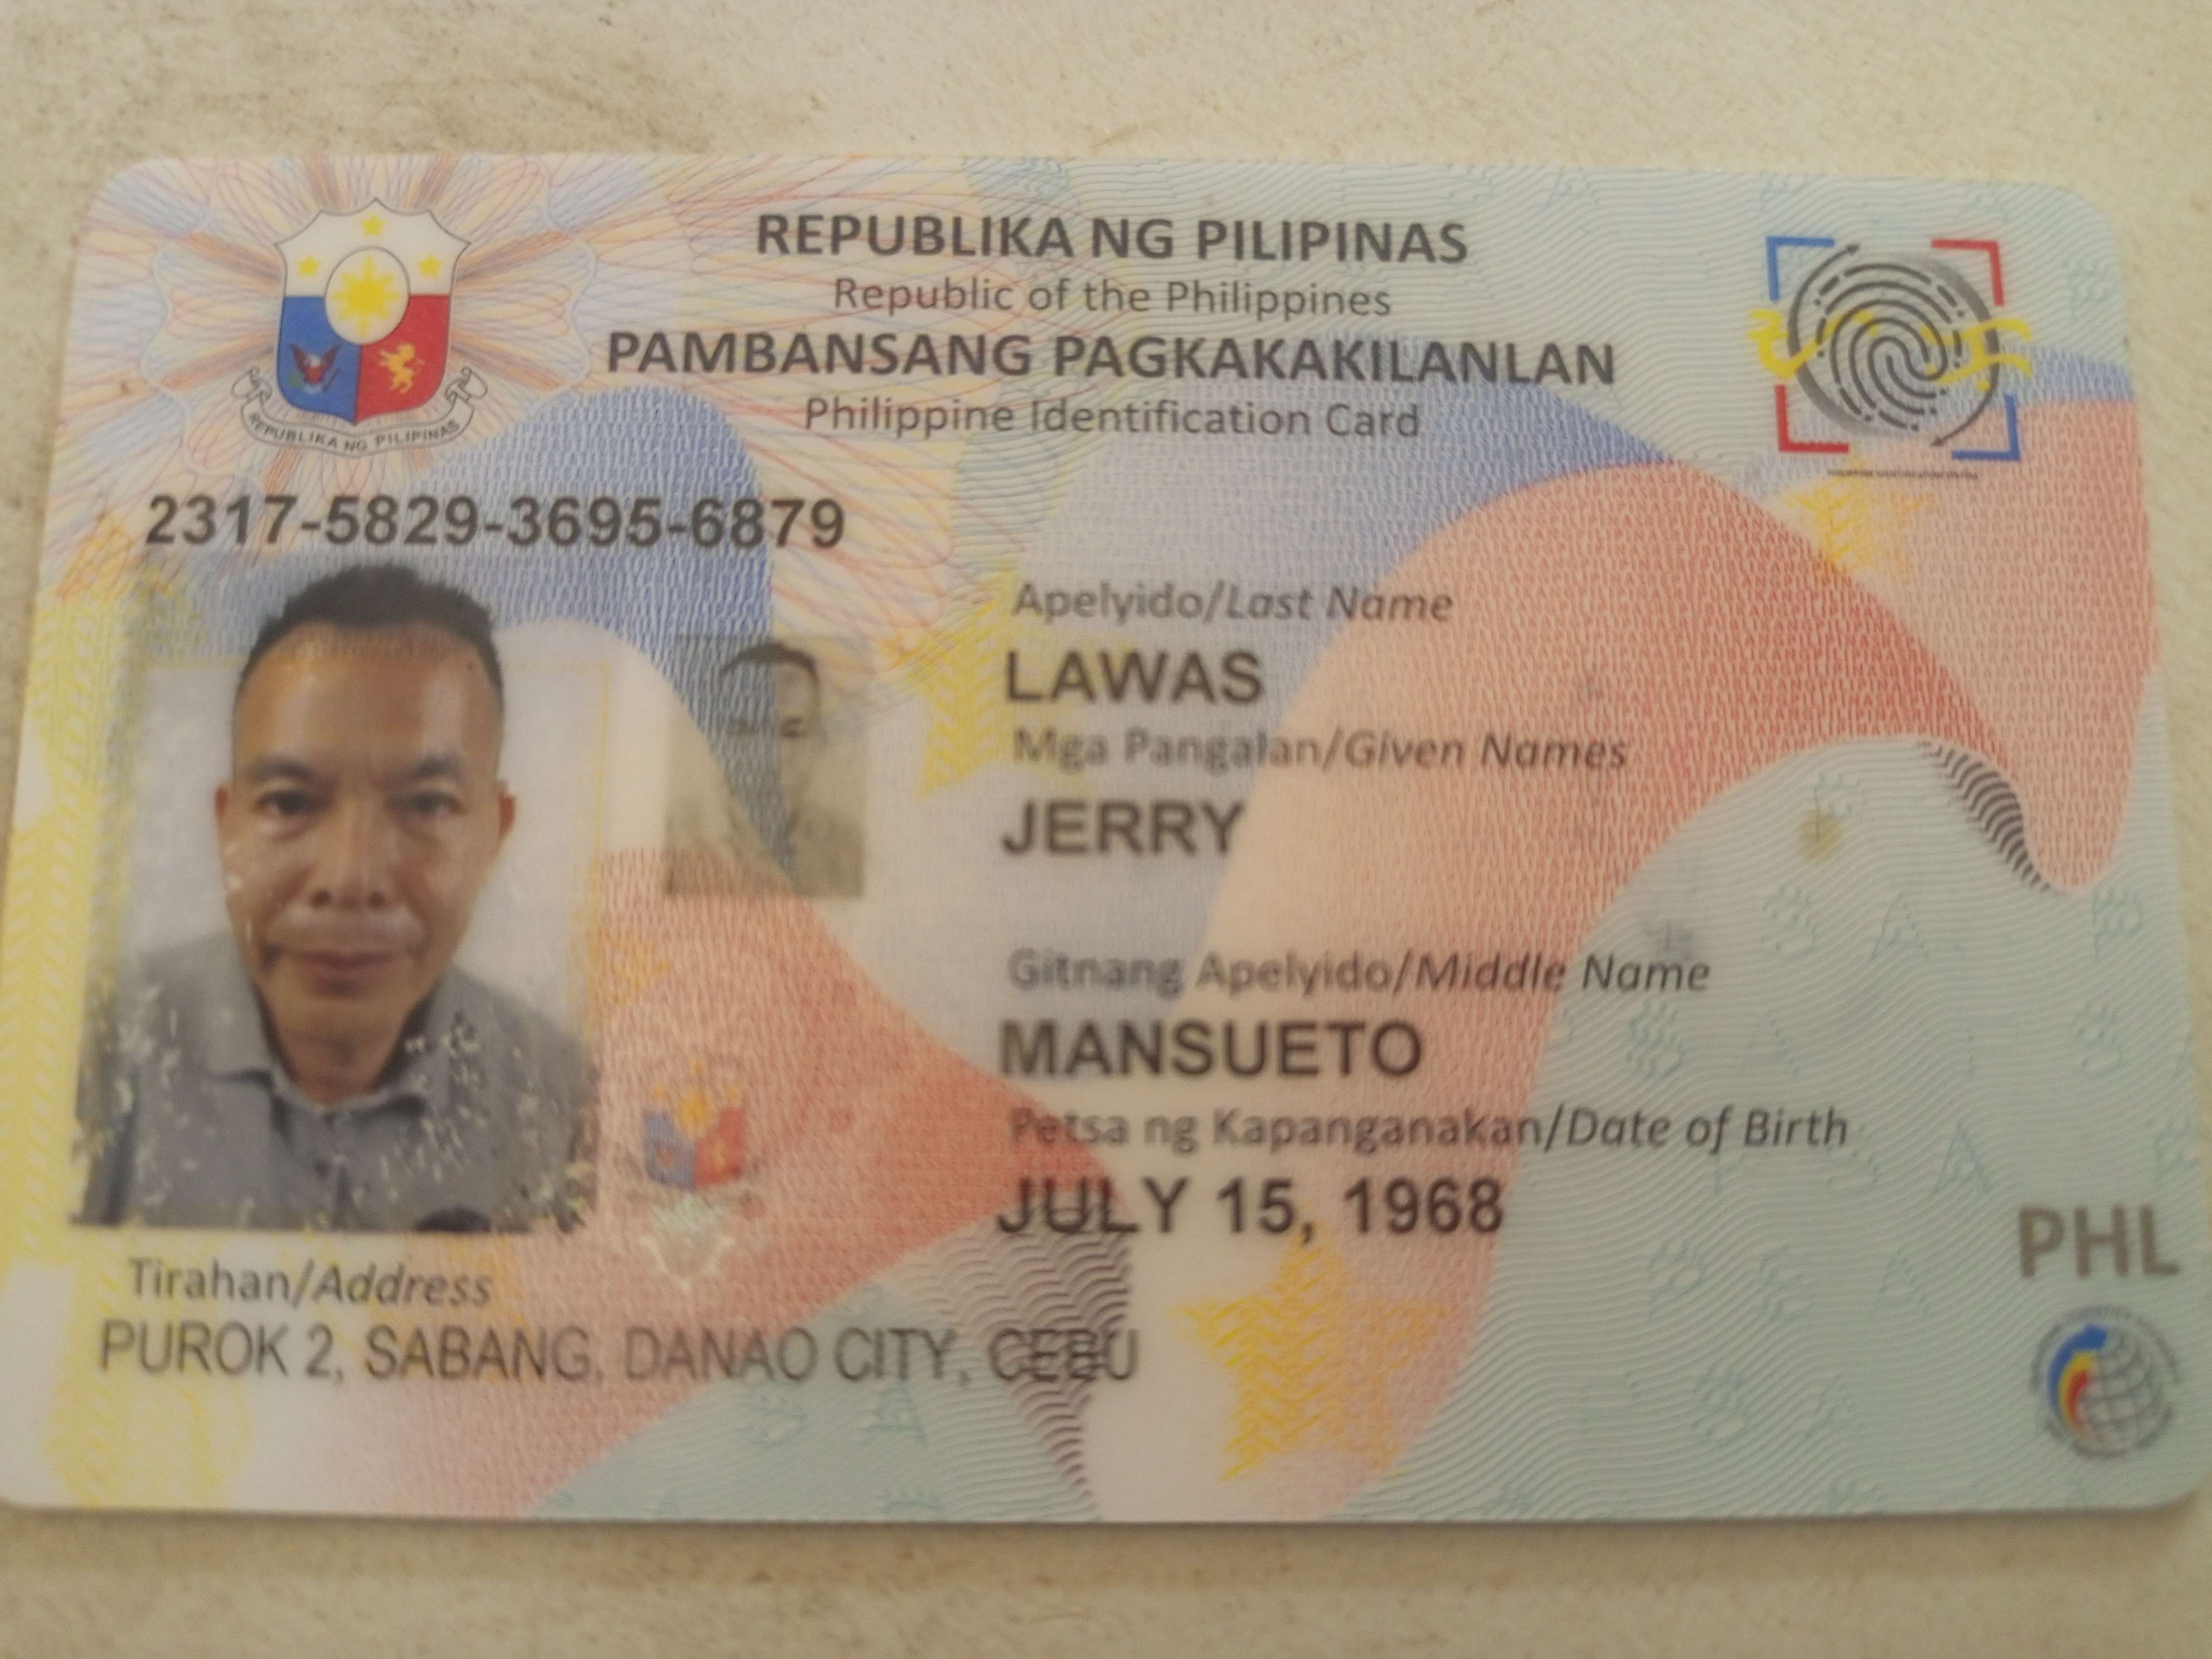 REPUBLIKA NG PILIPINAS
Republic of the Philippines
PAMBANSANG PAGKAKAKILANLAN
Philippine Identification Card
REPUBLIKA NG PILIPINAS
2317-5829-3695-6879
Apelyido/Last Name
LAWAS
Mga Pangalan/Given Names
JERRY
Gitnang Apelyido/Middle Name
MANSUETO
Petsa ng Kapanganakan/Date of Birth
JULY 15, 1968
PHL
Tirahan/Address
PUROK 2, SABANG, DANAO CITY, CEBU